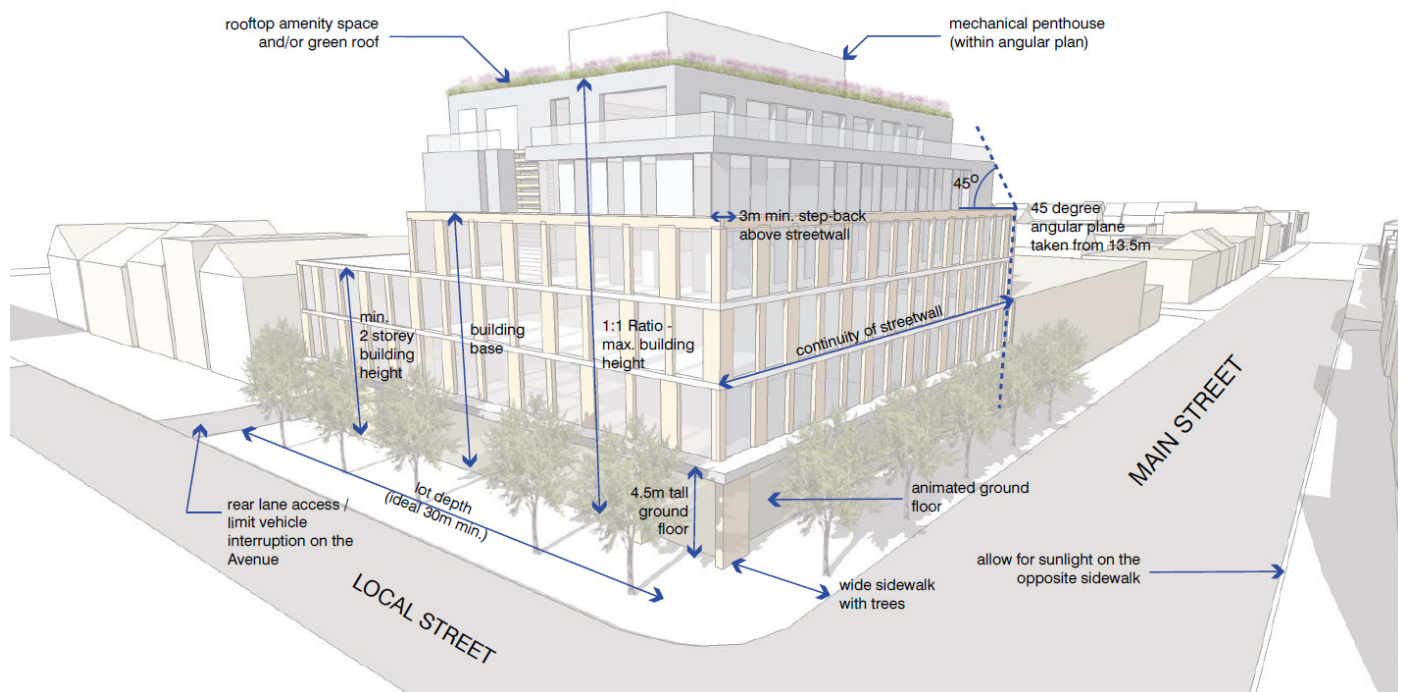 rooftop amenity space
and/or green roof
mechanical penthouse
(within angular plan)
45°
3m min. step-back
above streetwall
45 degree
angular plane
taken from 13.5m
min.
2 storey
building
height
building
base
1:1 Ratio -
max. building
height
continuity of streetwall
MAIN STREET
lot depth
(ideal 30m min.)
4.5m tall
ground
floor
animated ground
floor
rear lane access /
limit vehicle
interruption on the
Avenue
allow for sunlight on the
opposite sidewalk
wide sidewalk
with trees
LOCAL STREET